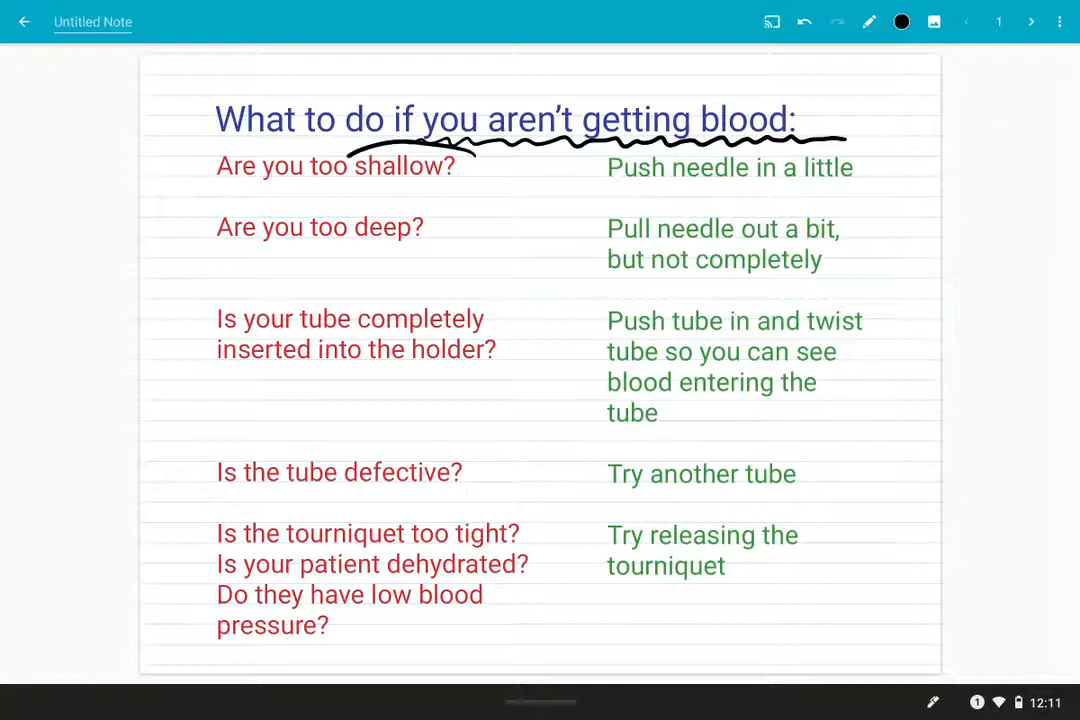 Untitled Note
1
What to do if you aren't getting blood:
Are you too shallow?
Push needle in a little
Are you too deep?
Pull needle out a bit,
but not completely
Is your tube completely
inserted into the holder?
Push tube in and twist
tube so you can see
blood entering the
tube
Is the tube defective?
Try another tube
Is the tourniquet too tight?
Is your patient dehydrated?
Do they have low blood
pressure?
Try releasing the
tourniquet
1
12:11